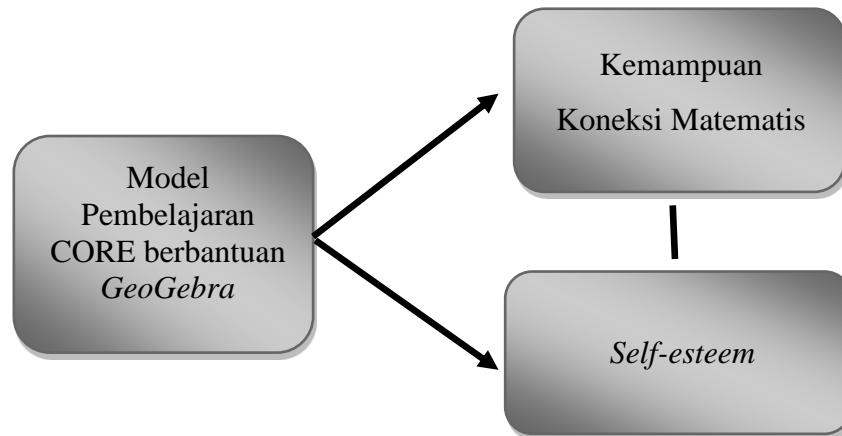 Kemampuan
Koneksi Matematis
Model
Pembelajaran
CORE berbantuan
GeoGebra
Self-esteem